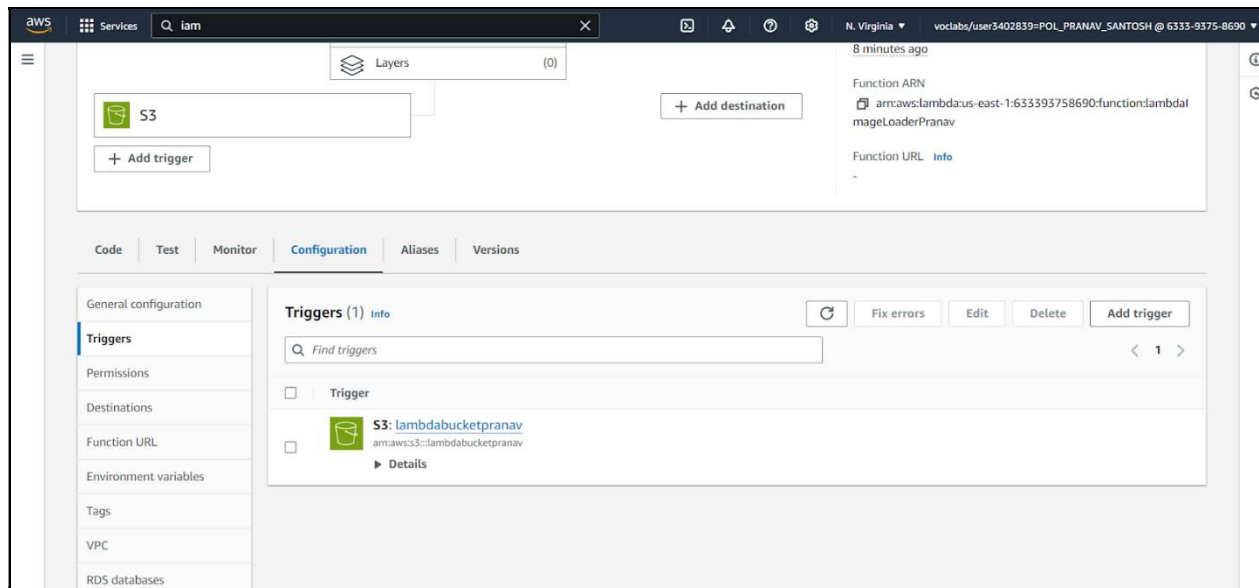 aws Services iam N. Virginia ▼ voclabs/user3402839=POL_PRANAV_SANTOSH @ 6333-9375-8690 ▼
Layers (0)
8 minutes ago
S3
+ Add destination
Function ARN
arn:aws:lambda:us-east-1:633393758690:function:lambdaI
mageLoaderPranav
+ Add trigger
Function URL Info
-
Code Test Monitor Configuration Aliases Versions
General configuration
Triggers
Permissions
Destinations
Function URL
Environment variables
Tags
VPC
RDS databases
Triggers (1) Info
Fix errors Edit Delete Add trigger
Find triggers
< 1 >
Trigger
S3: lambdabucketpranav
arn:aws:s3:::lambdabucketpranav
▶ Details